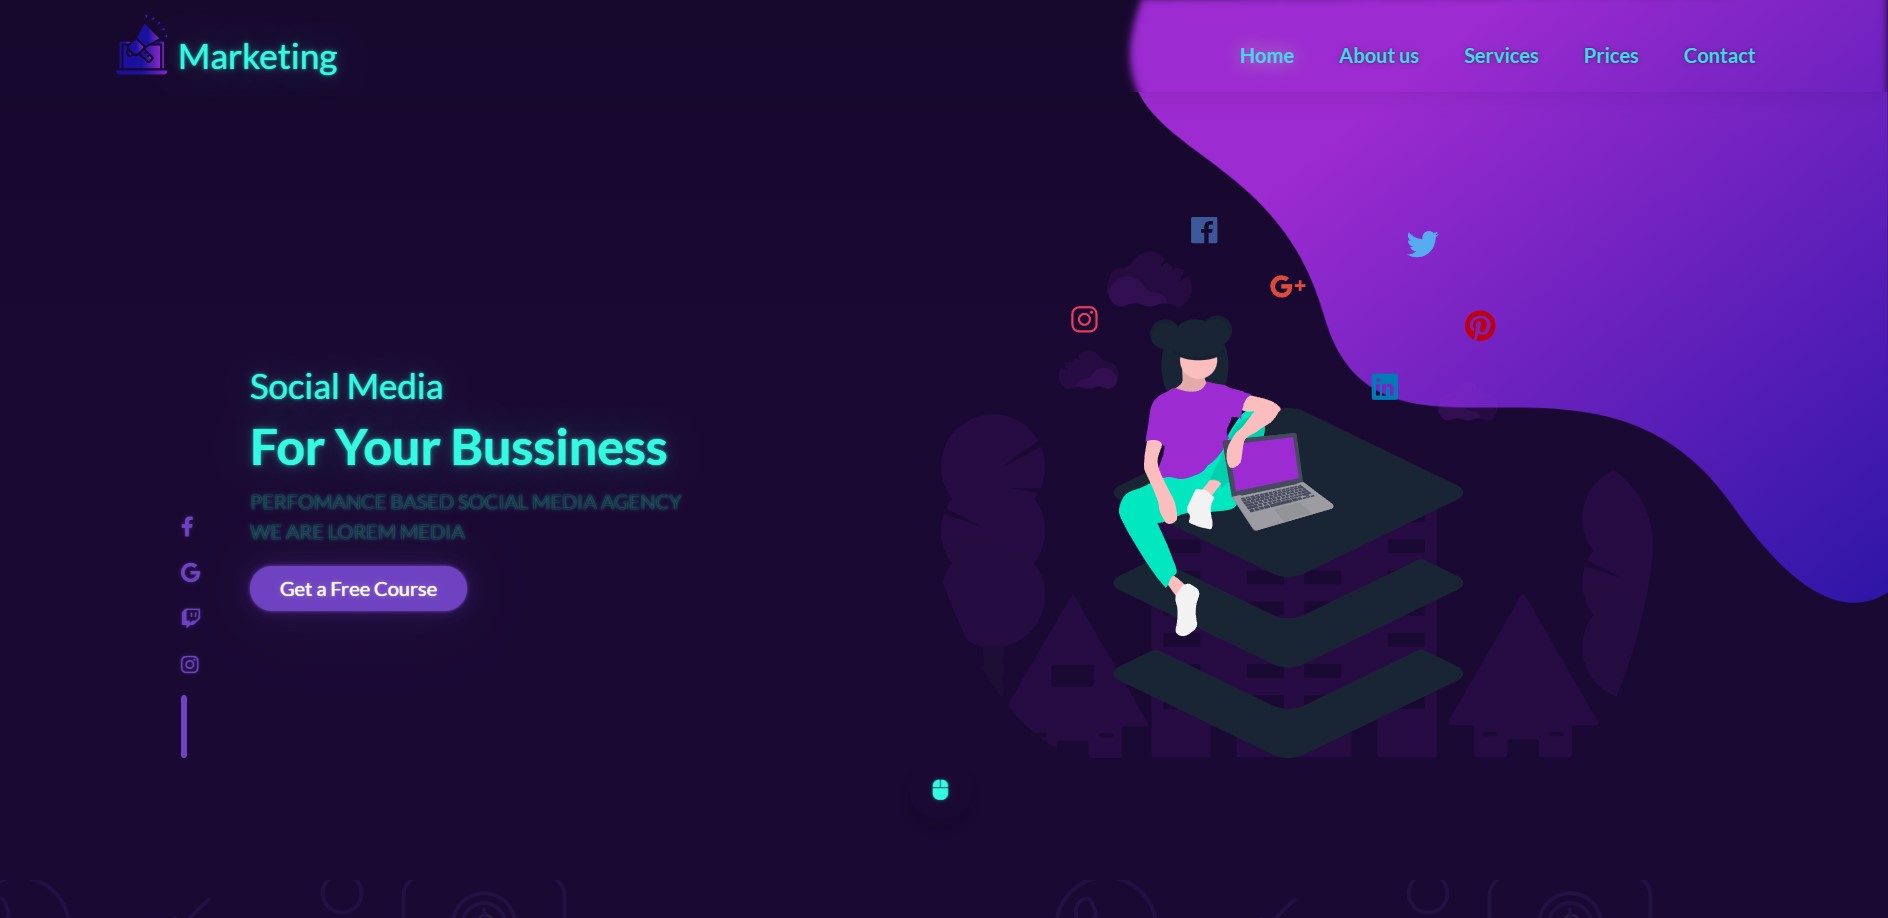 Marketing
Home About us Services Prices Contact
Social Media
For Your Bussiness
PERFOMANCE BASED SOCIAL MEDIA AGENCY
WE ARE LOREM MEDIA
Get a Free Course